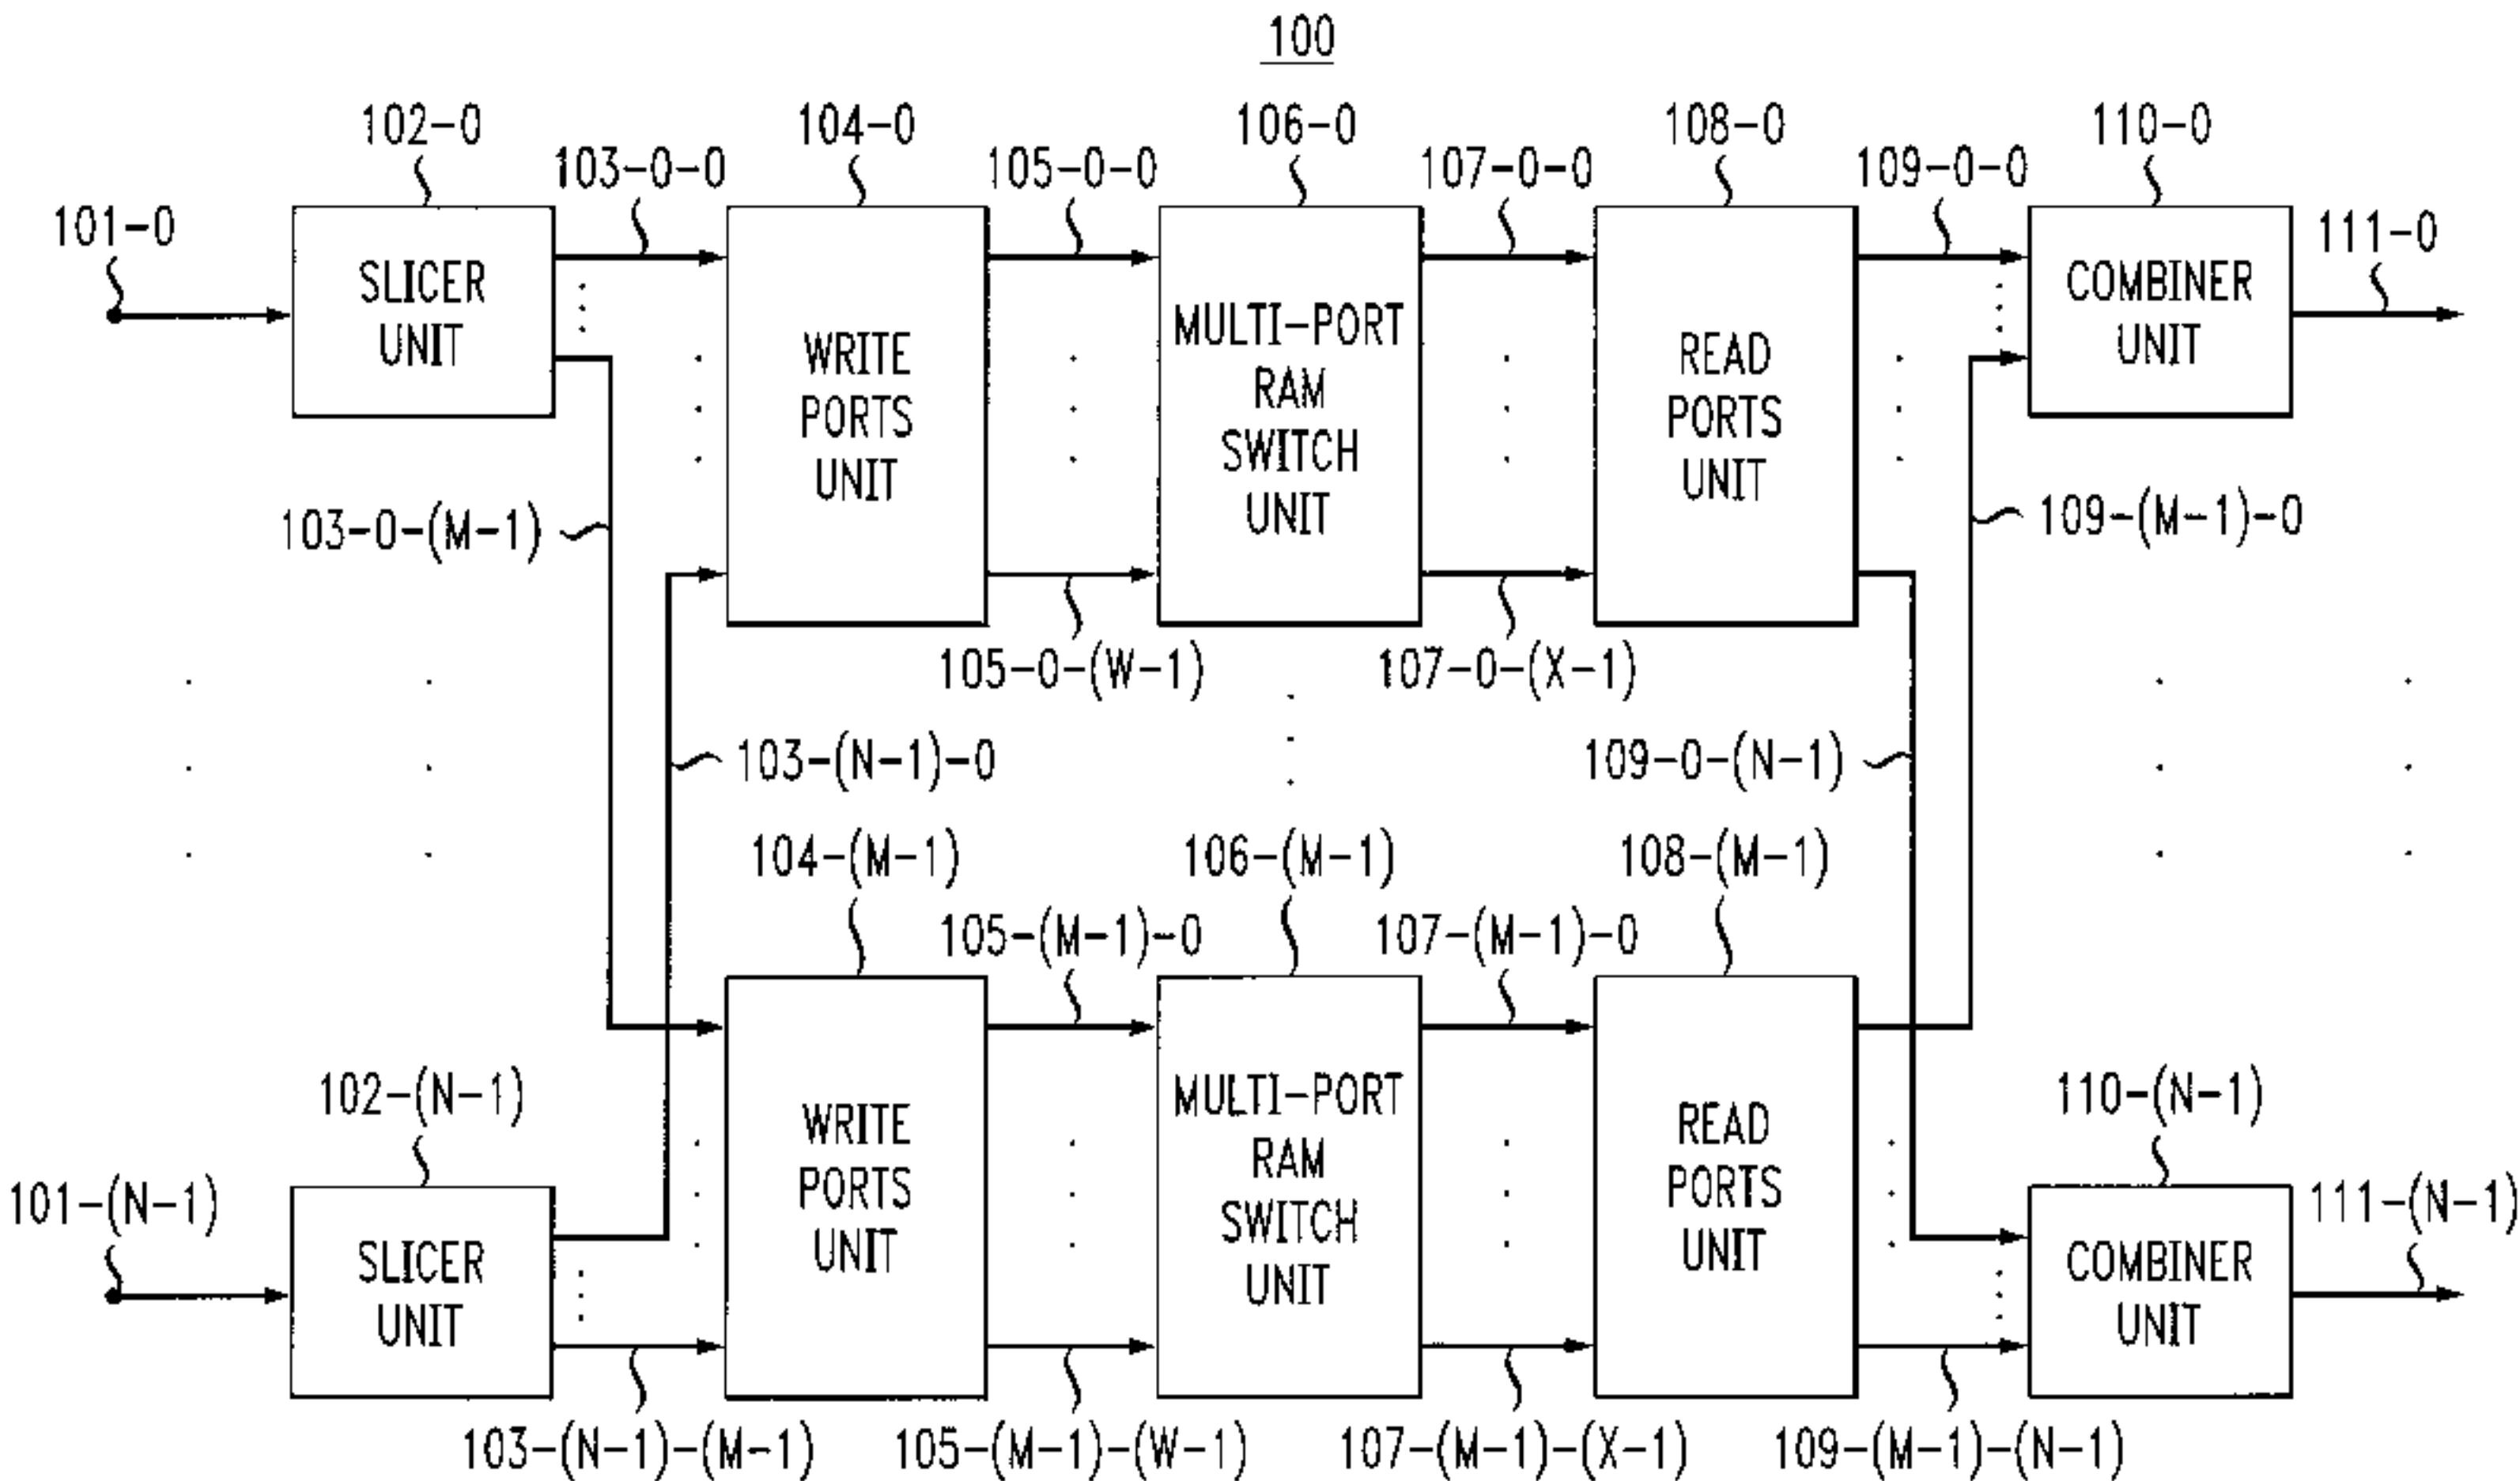 100
102-0
104-0
106-0
108-0
110-0
103-0-0
105-0-0
107-0-0
109-0-0
101-0
111-0
SLICER
UNIT
WRITE
PORTS
UNIT
MULTI-PORT
RAM
SWITCH
UNIT
READ
PORTS
UNIT
COMBINER
UNIT
103-0-(M-1)
109-(M-1)-0
105-0-(W-1)
107-0-(X-1)
103-(N-1)-0
109-0-(N-1)
104-(M-1)
106-(M-1)
108-(M-1)
105-(M-1)-0
107-(M-1)-0
102-(N-1)
110-(N-1)
101-(N-1)
111-(N-1)
SLICER
UNIT
WRITE
PORTS
UNIT
MULTI-PORT
RAM
SWITCH
UNIT
READ
PORTS
UNIT
COMBINER
UNIT
103-(N-1)-(M-1)
105-(M-1)-(W-1)
107-(M-1)-(X-1)
109-(M-1)-(N-1)